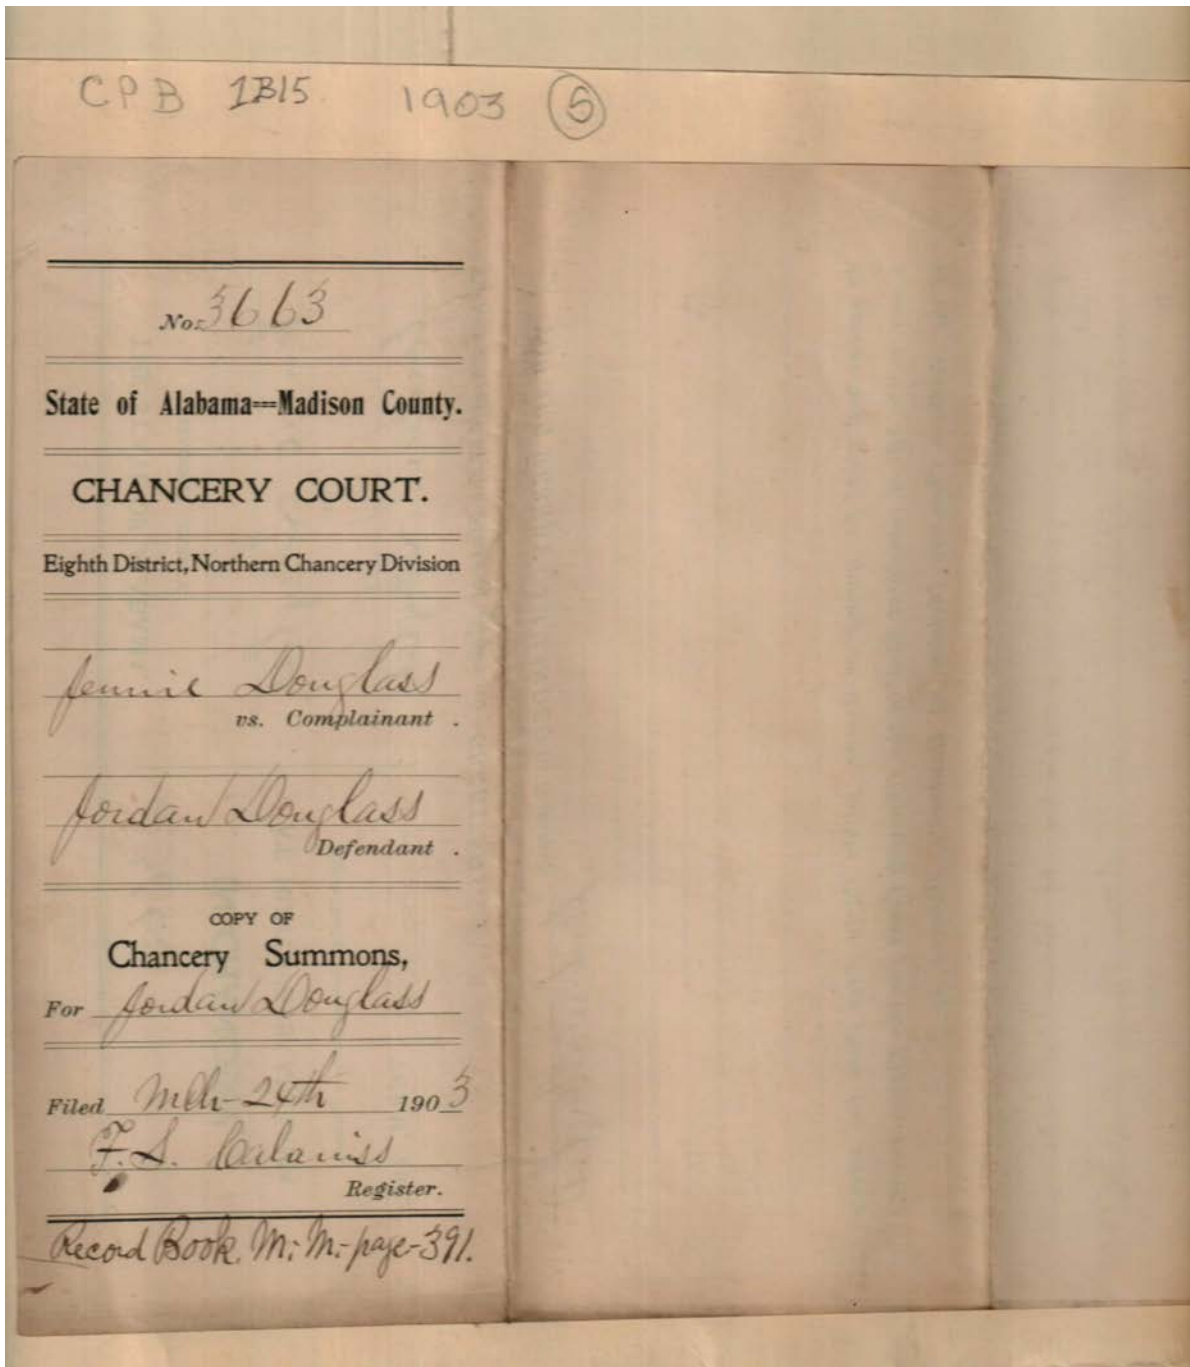 CPB 1B15 1903 5
No. 3663
State of Alabama==Madison County.
CHANCERY COURT.
Eighth District, Northern Chancery Division
Jennie Douglass
vs. Complainant .
Jordan Douglass
Defendant .
COPY OF
Chancery Summons,
For Jordan Douglass
Filed Mch-24th 1903
F.S. Calaniss
Register.
Record Book. M: M:-page-391.